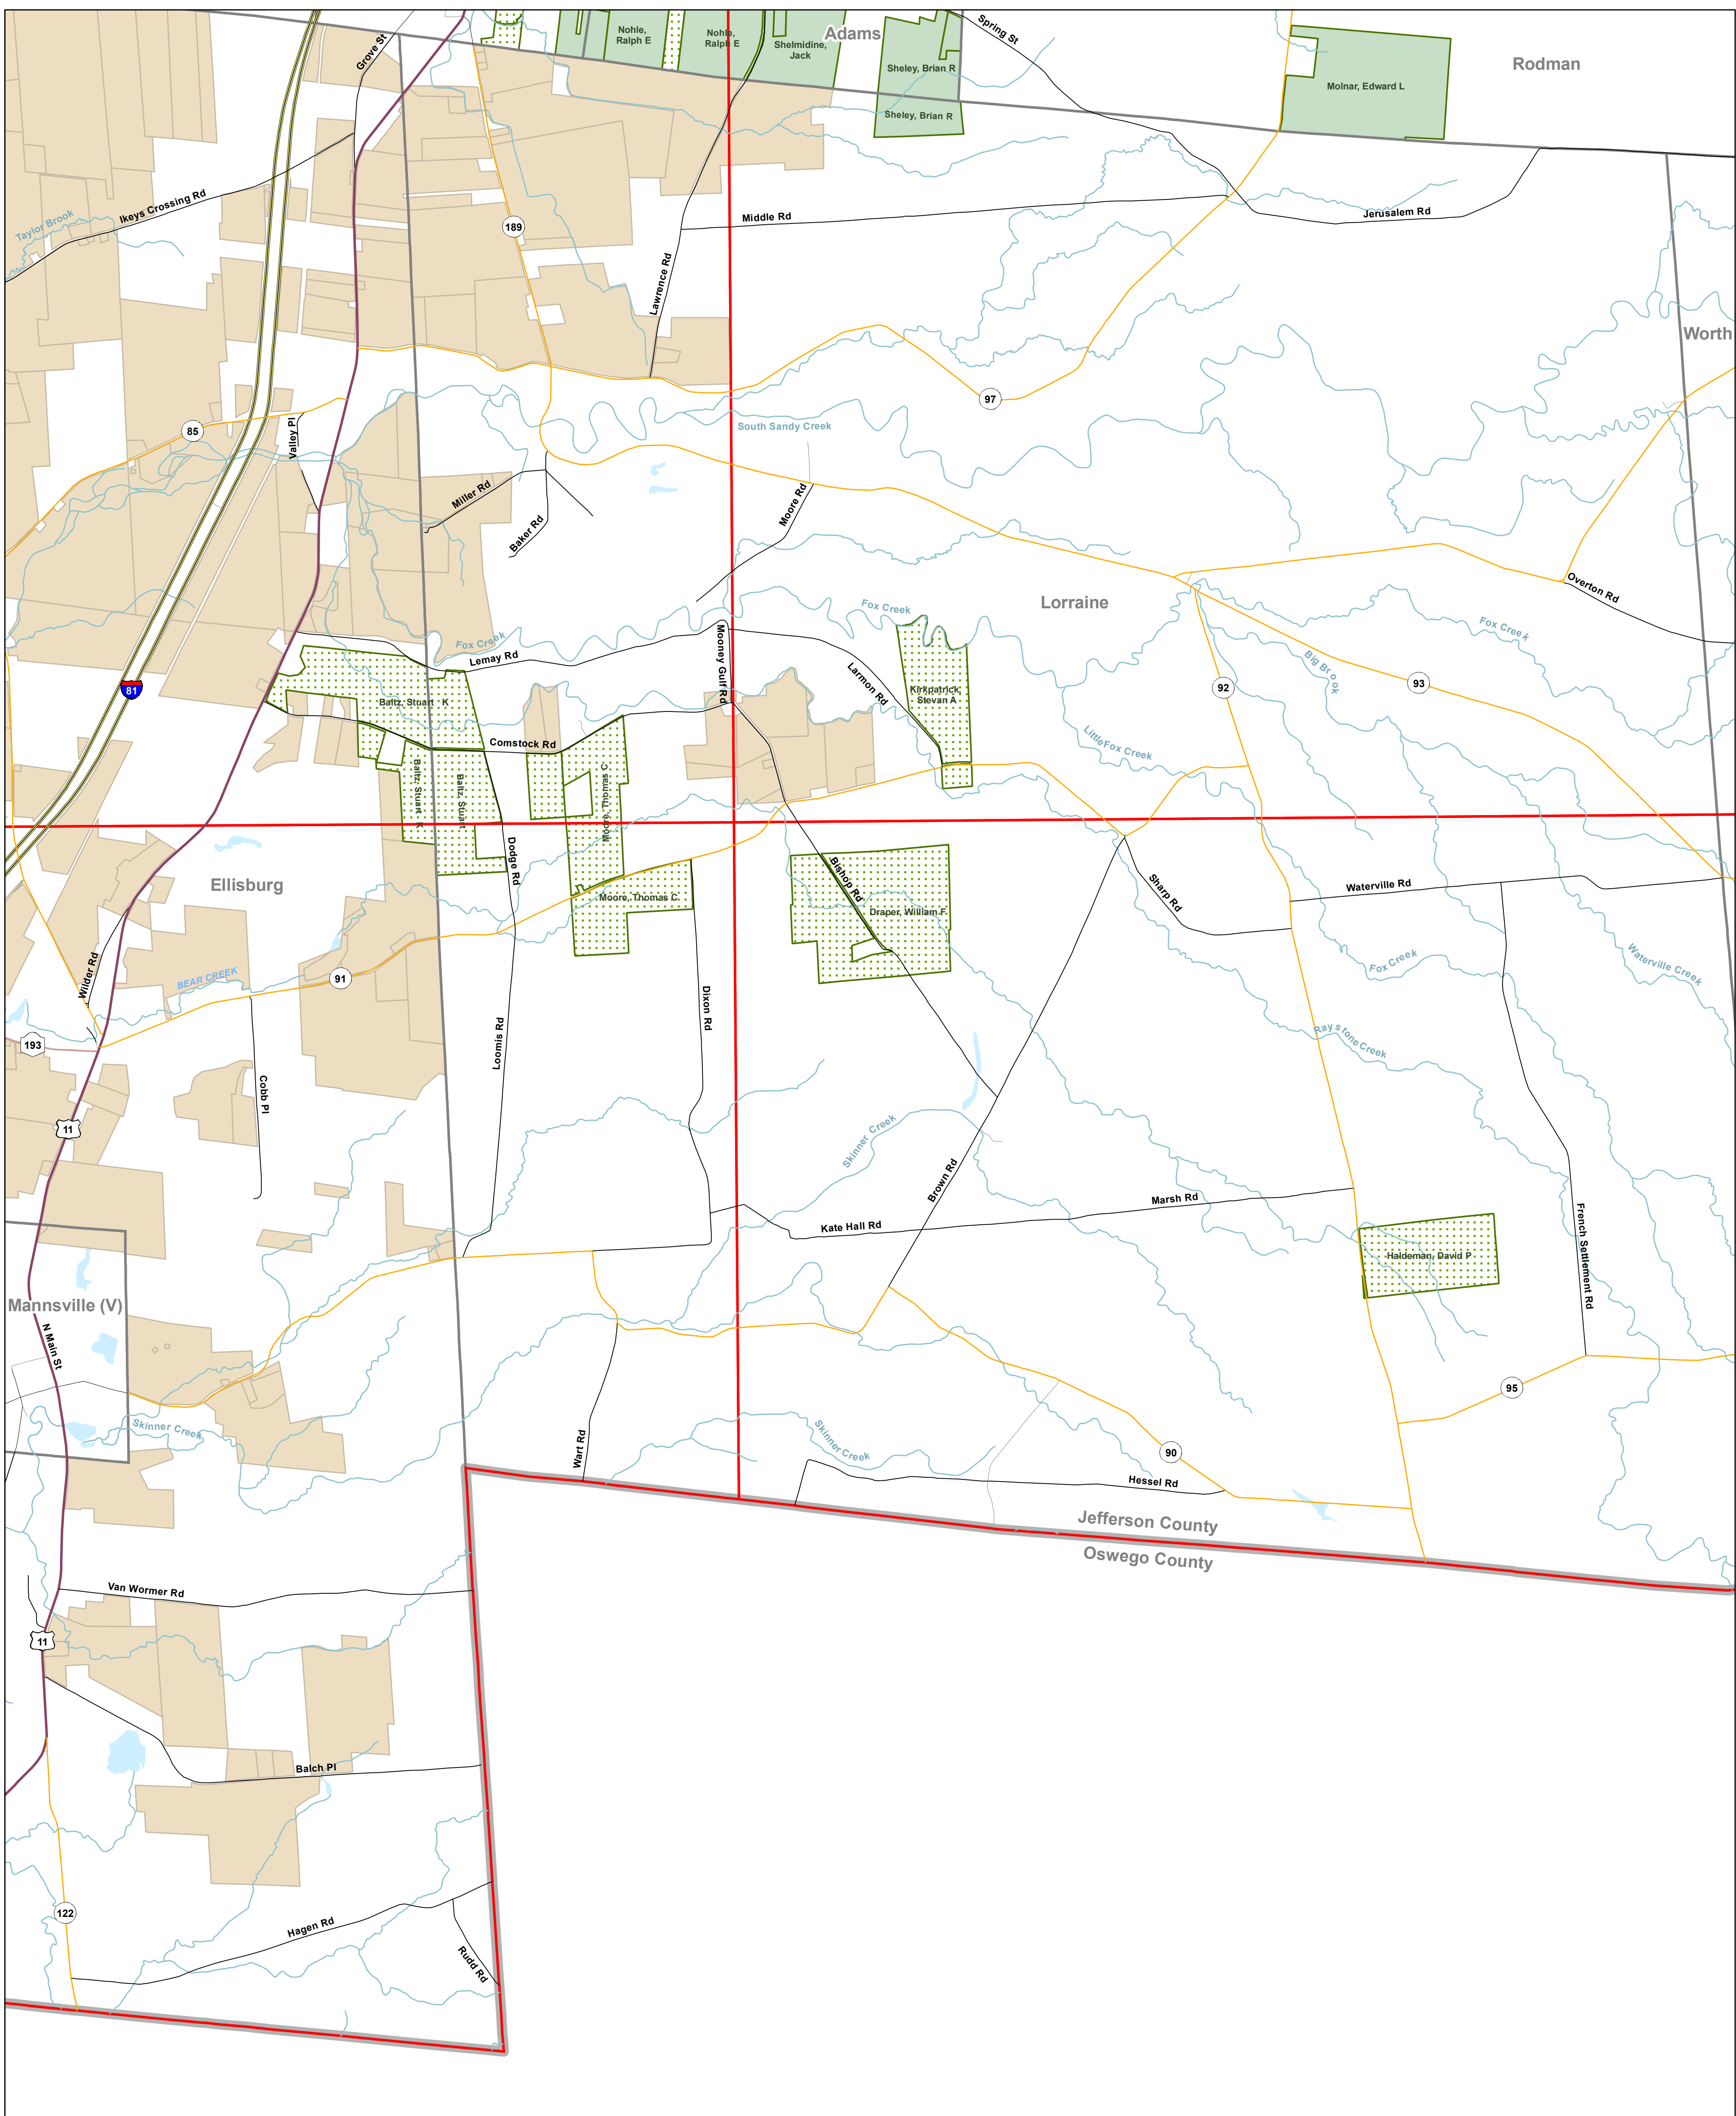 Nohle,
Ralph E
Nohle,
Ralph E
Shelmidine,
Jack
Adams
Spring St
Sheley, Brian R
Sheley, Brian R
Molnar, Edward L
Rodman
Grove St
Ikeys Crossing Rd
Taylor Brook
189
Middle Rd
Jerusalem Rd
Lawrence Rd
Worth
97
85
Valley Pl
South Sandy Creek
Miller Rd
Baker Rd
Moore Rd
Overton Rd
Lorraine
Fox Creek
Fox Creek
Fox Creek
Lemay Rd
Mooney Gulf Rd
Larmon Rd
Kirkpatrick,
Stevan A
Big Brook
81
92
93
Baltz, Stuart K
Comstock Rd
LittleFox Creek
Baltz, Stuart K
Baltz, Stuart
Moore, Thomas C
Dodge Rd
Bishop Rd
Ellisburg
Sharp Rd
Waterville Rd
Moore, Thomas C
Draper, William F
Waterville Creek
Fox Creek
Wilder Rd
BEAR CREEK
91
Dixon Rd
Loomis Rd
Raystone Creek
193
Cobb Pl
11
Skinner Creek
Brown Rd
Marsh Rd
Kate Hall Rd
French Settlement Rd
Haldeman, David P
Mannsville (V)
N Main St
95
Skinner Creek
Skinner Creek
Wart Rd
90
Hessel Rd
Jefferson County
Oswego County
Van Wormer Rd
11
Balch Pl
122
Hagen Rd
Rudd Rd